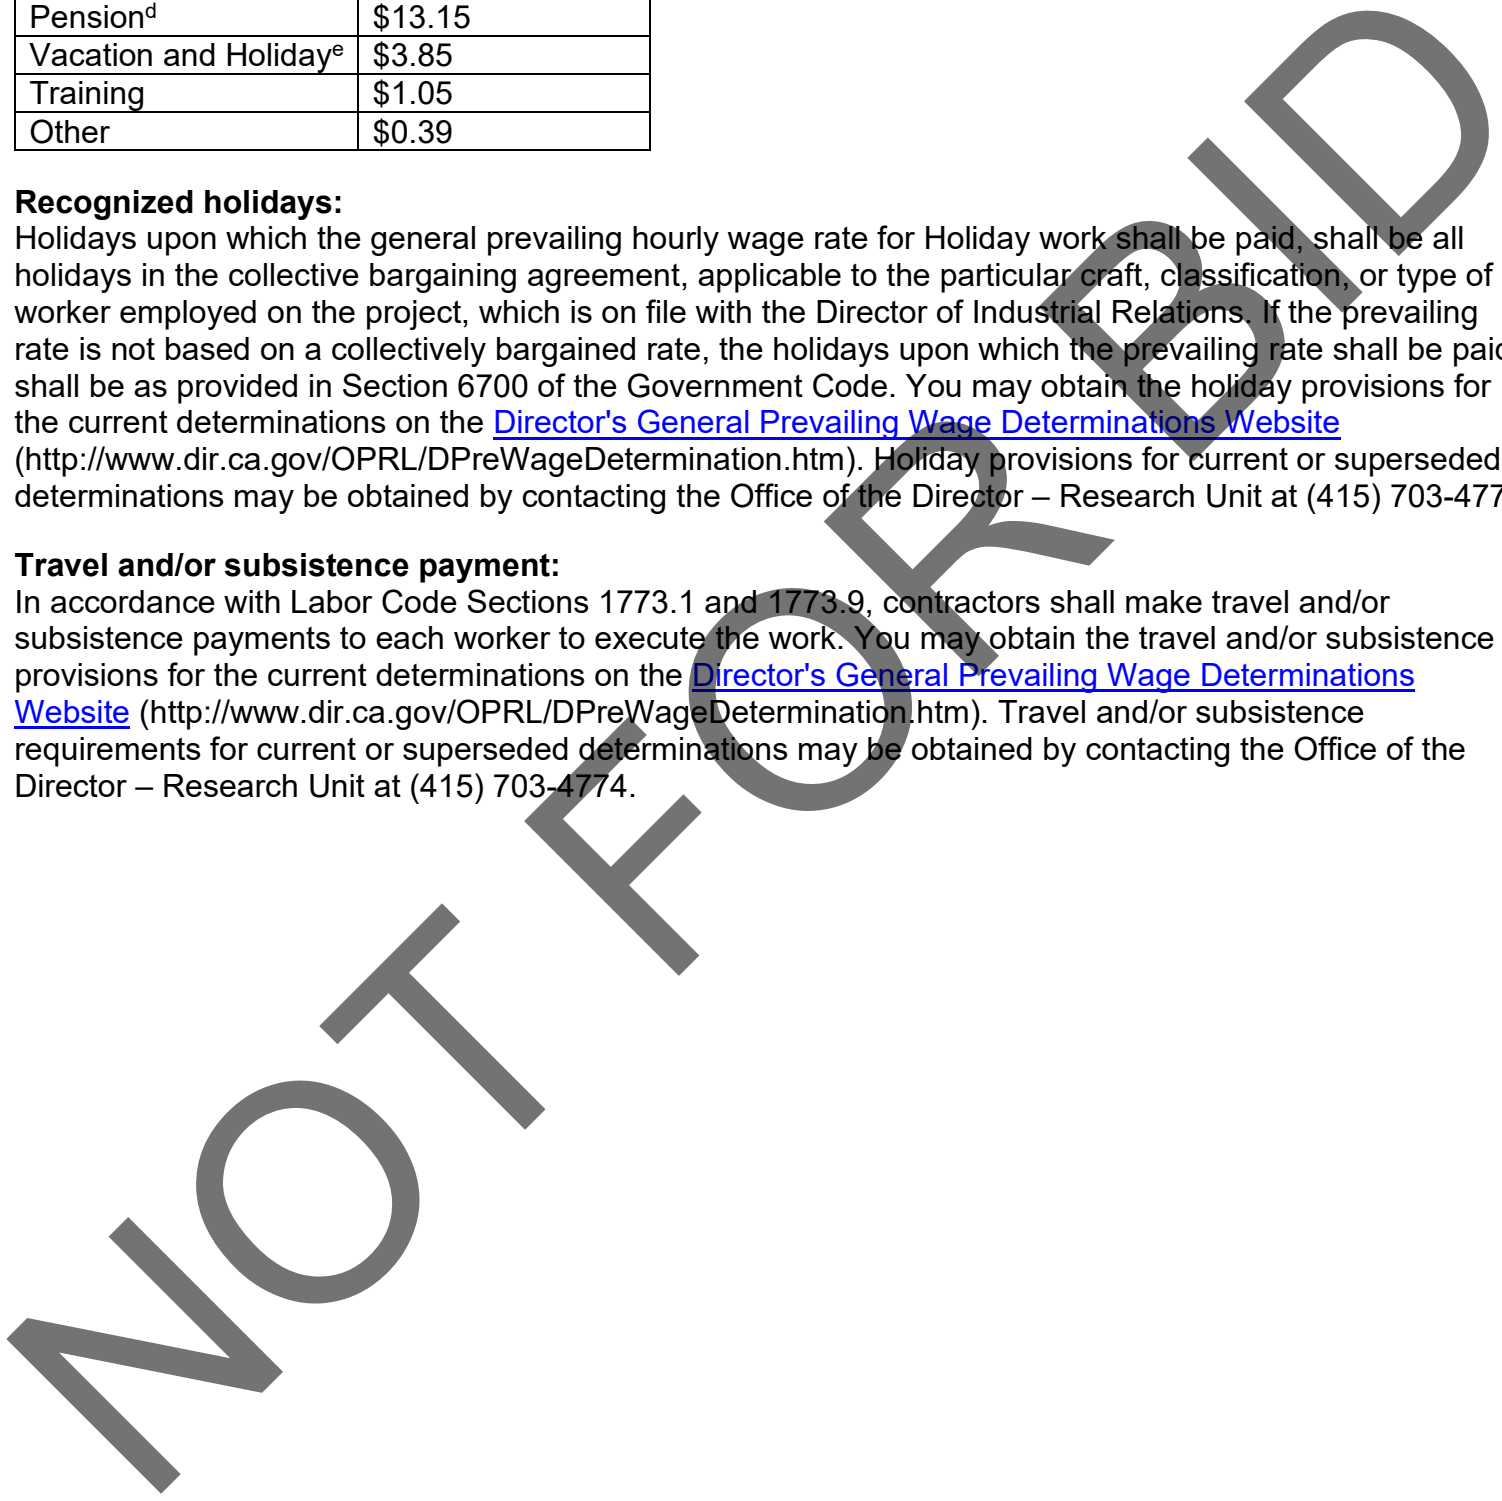 Pensionᵈ $13.15
Vacation and Holidayᵉ $3.85
Training $1.05
Other $0.39
Recognized holidays:
Holidays upon which the general prevailing hourly wage rate for Holiday work shall be paid, shall be all
holidays in the collective bargaining agreement, applicable to the particular craft, classification, or type of
worker employed on the project, which is on file with the Director of Industrial Relations. If the prevailing
rate is not based on a collectively bargained rate, the holidays upon which the prevailing rate shall be paid
shall be as provided in Section 6700 of the Government Code. You may obtain the holiday provisions for
the current determinations on the Director's General Prevailing Wage Determinations Website
(http://www.dir.ca.gov/OPRL/DPreWageDetermination.htm). Holiday provisions for current or superseded
determinations may be obtained by contacting the Office of the Director – Research Unit at (415) 703-477
Travel and/or subsistence payment:
In accordance with Labor Code Sections 1773.1 and 1773.9, contractors shall make travel and/or
subsistence payments to each worker to execute the work. You may obtain the travel and/or subsistence
provisions for the current determinations on the Director's General Prevailing Wage Determinations
Website (http://www.dir.ca.gov/OPRL/DPreWageDetermination.htm). Travel and/or subsistence
requirements for current or superseded determinations may be obtained by contacting the Office of the
Director – Research Unit at (415) 703-4774.
NOT FOR BID